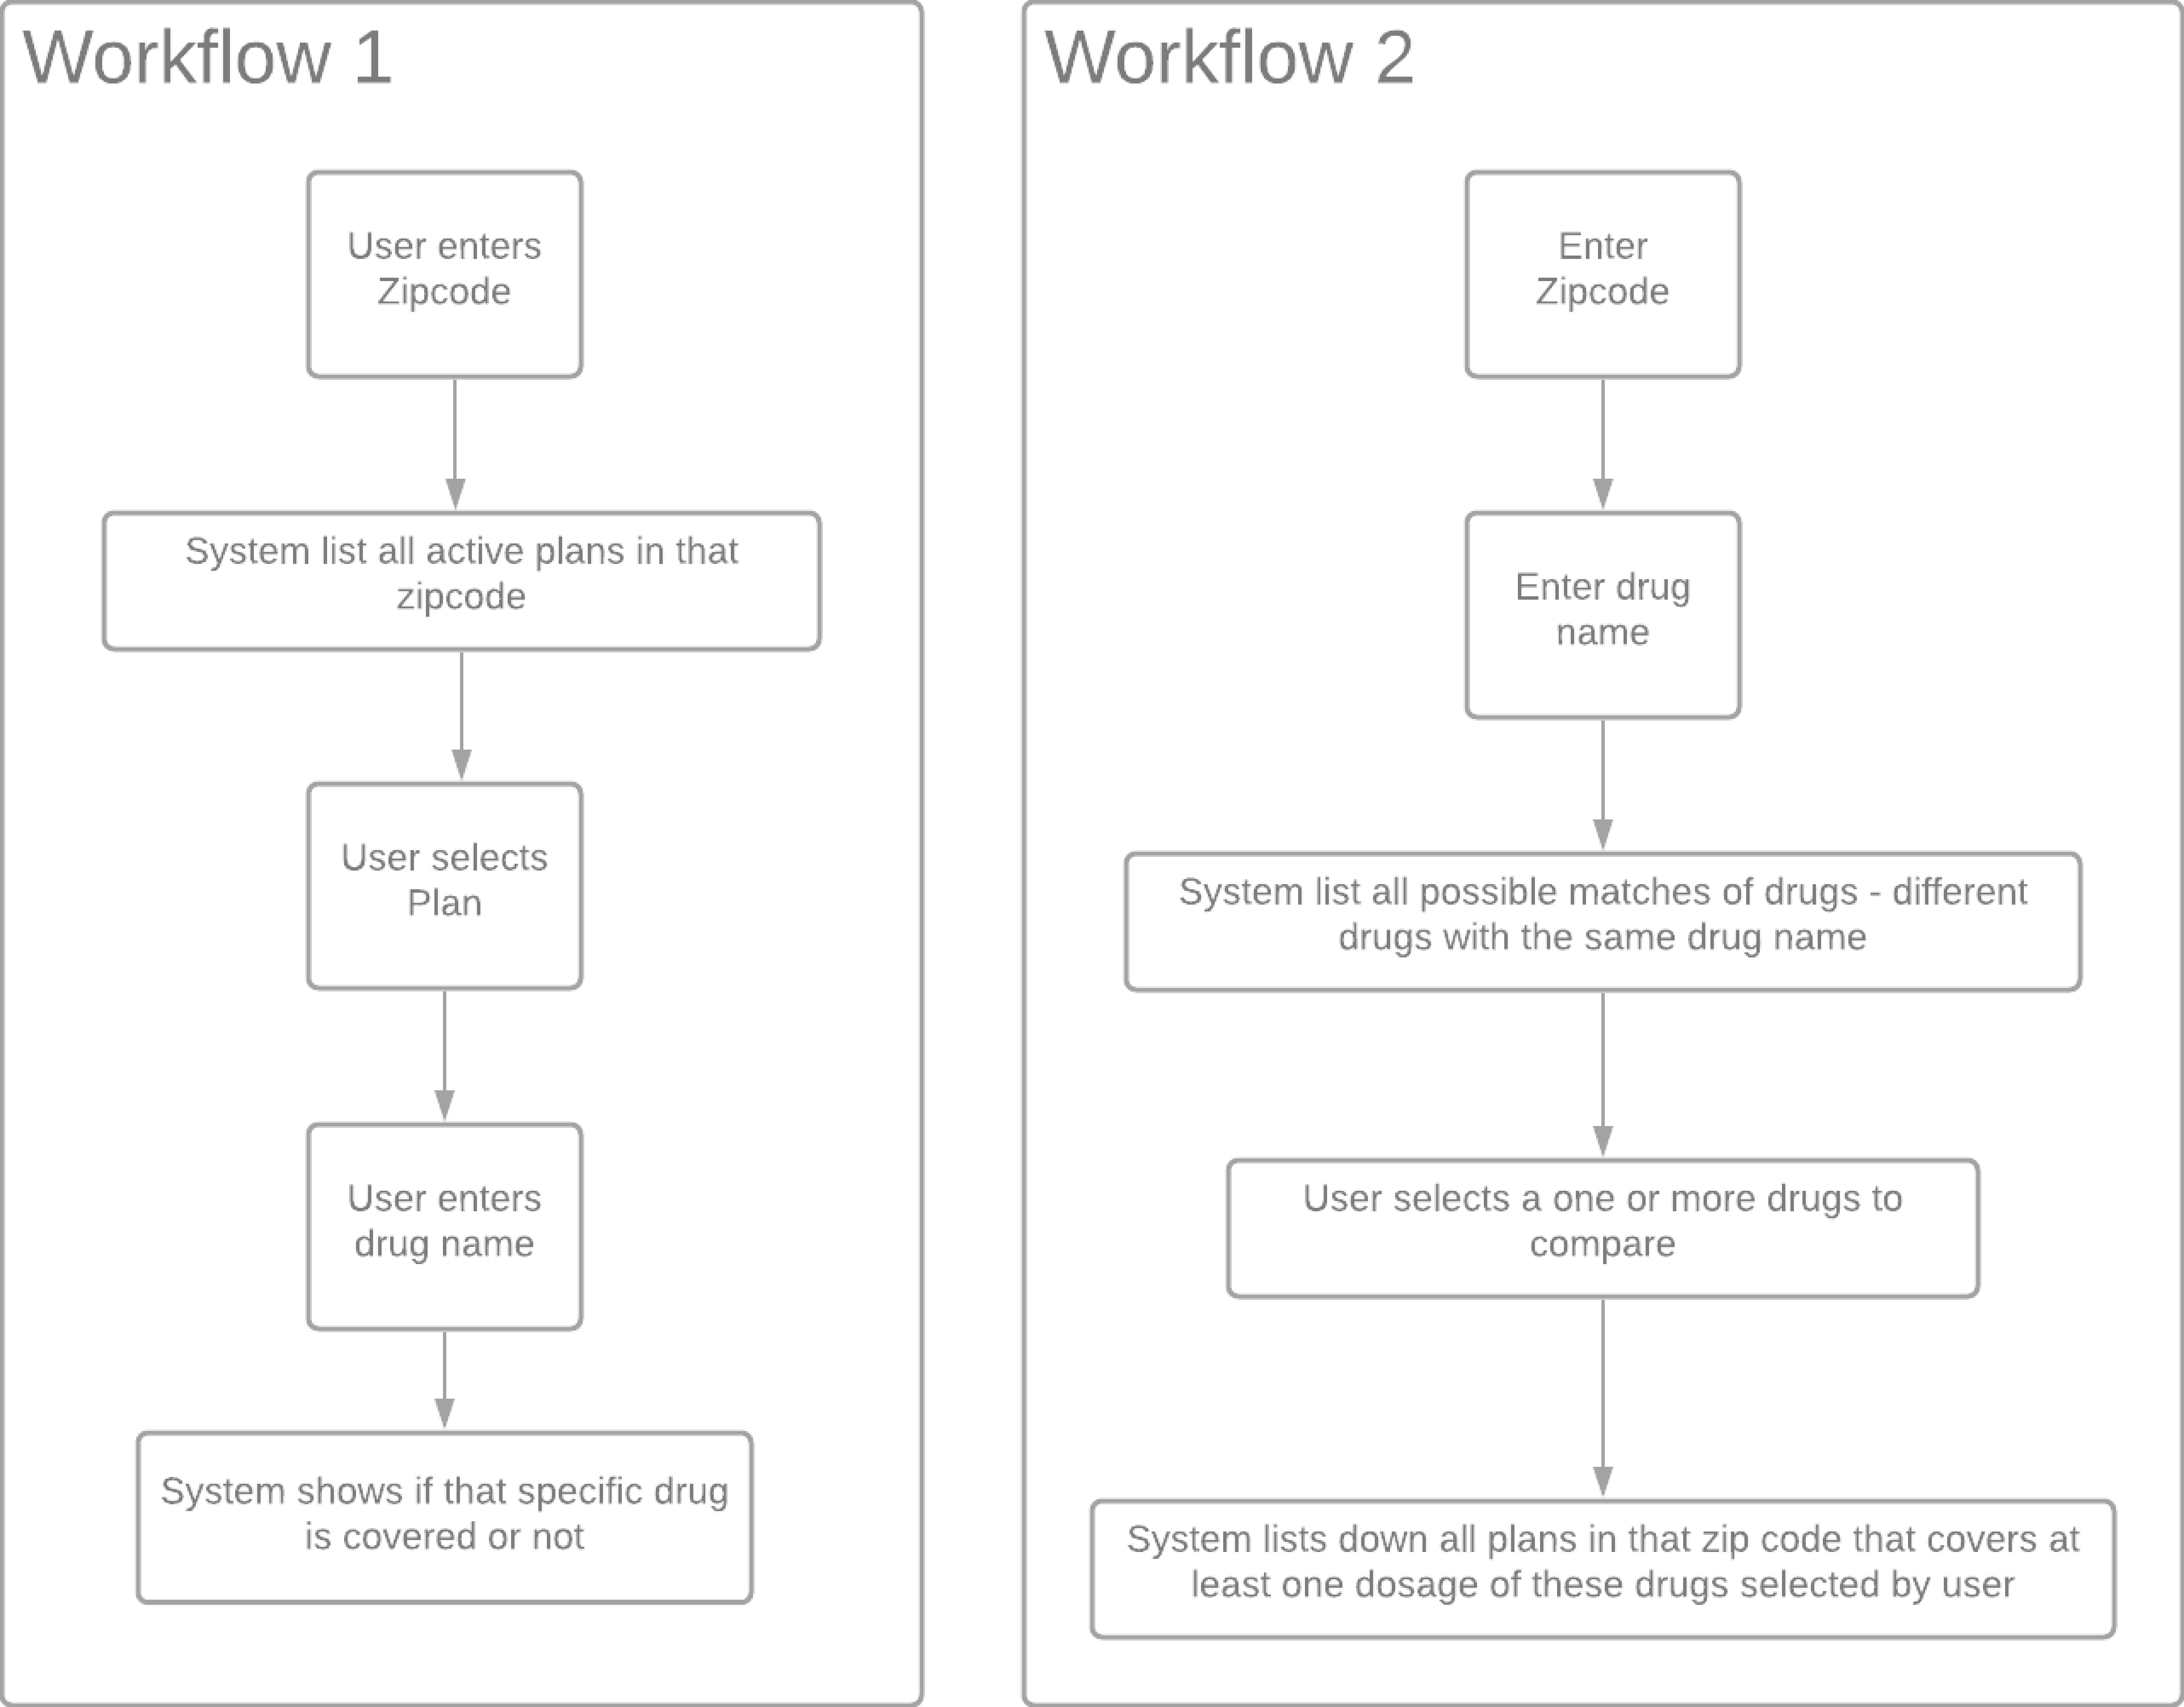 Workflow 1
User enters
Zipcode
System list all active plans in that
zipcode
User selects
Plan
User enters
drug name
System shows if that specific drug
is covered or not
Workflow 2
Enter
Zipcode
Enter drug
name
System list all possible matches of drugs - different
drugs with the same drug name
User selects a one or more drugs to
compare
System lists down all plans in that zip code that covers at
least one dosage of these drugs selected by user